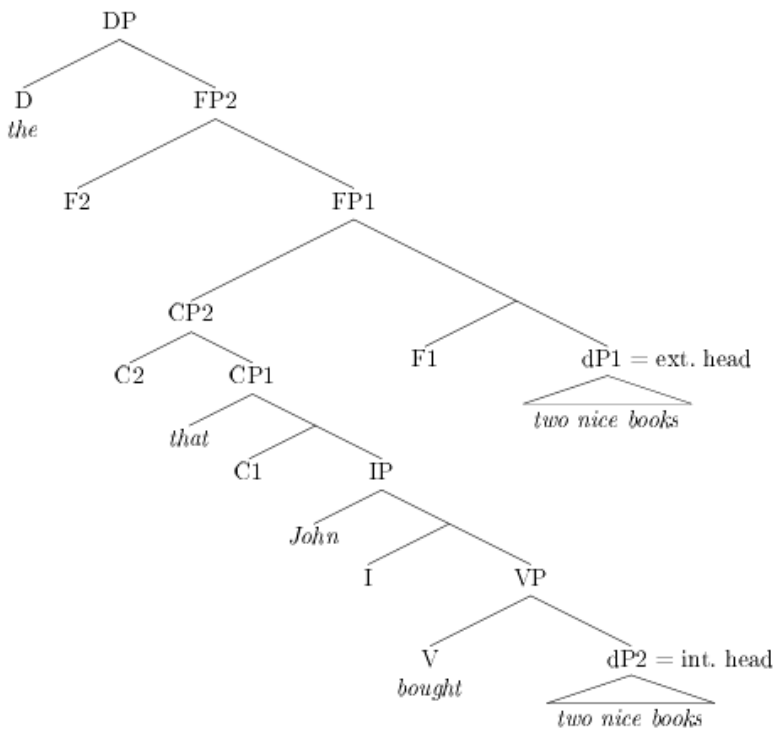 DP
D FP2
the
F2 FP1
CP2
C2 CP1 F1 dP1 = ext. head
two nice books
that
C1 IP
John
I VP
V dP2 = int. head
bought
two nice books